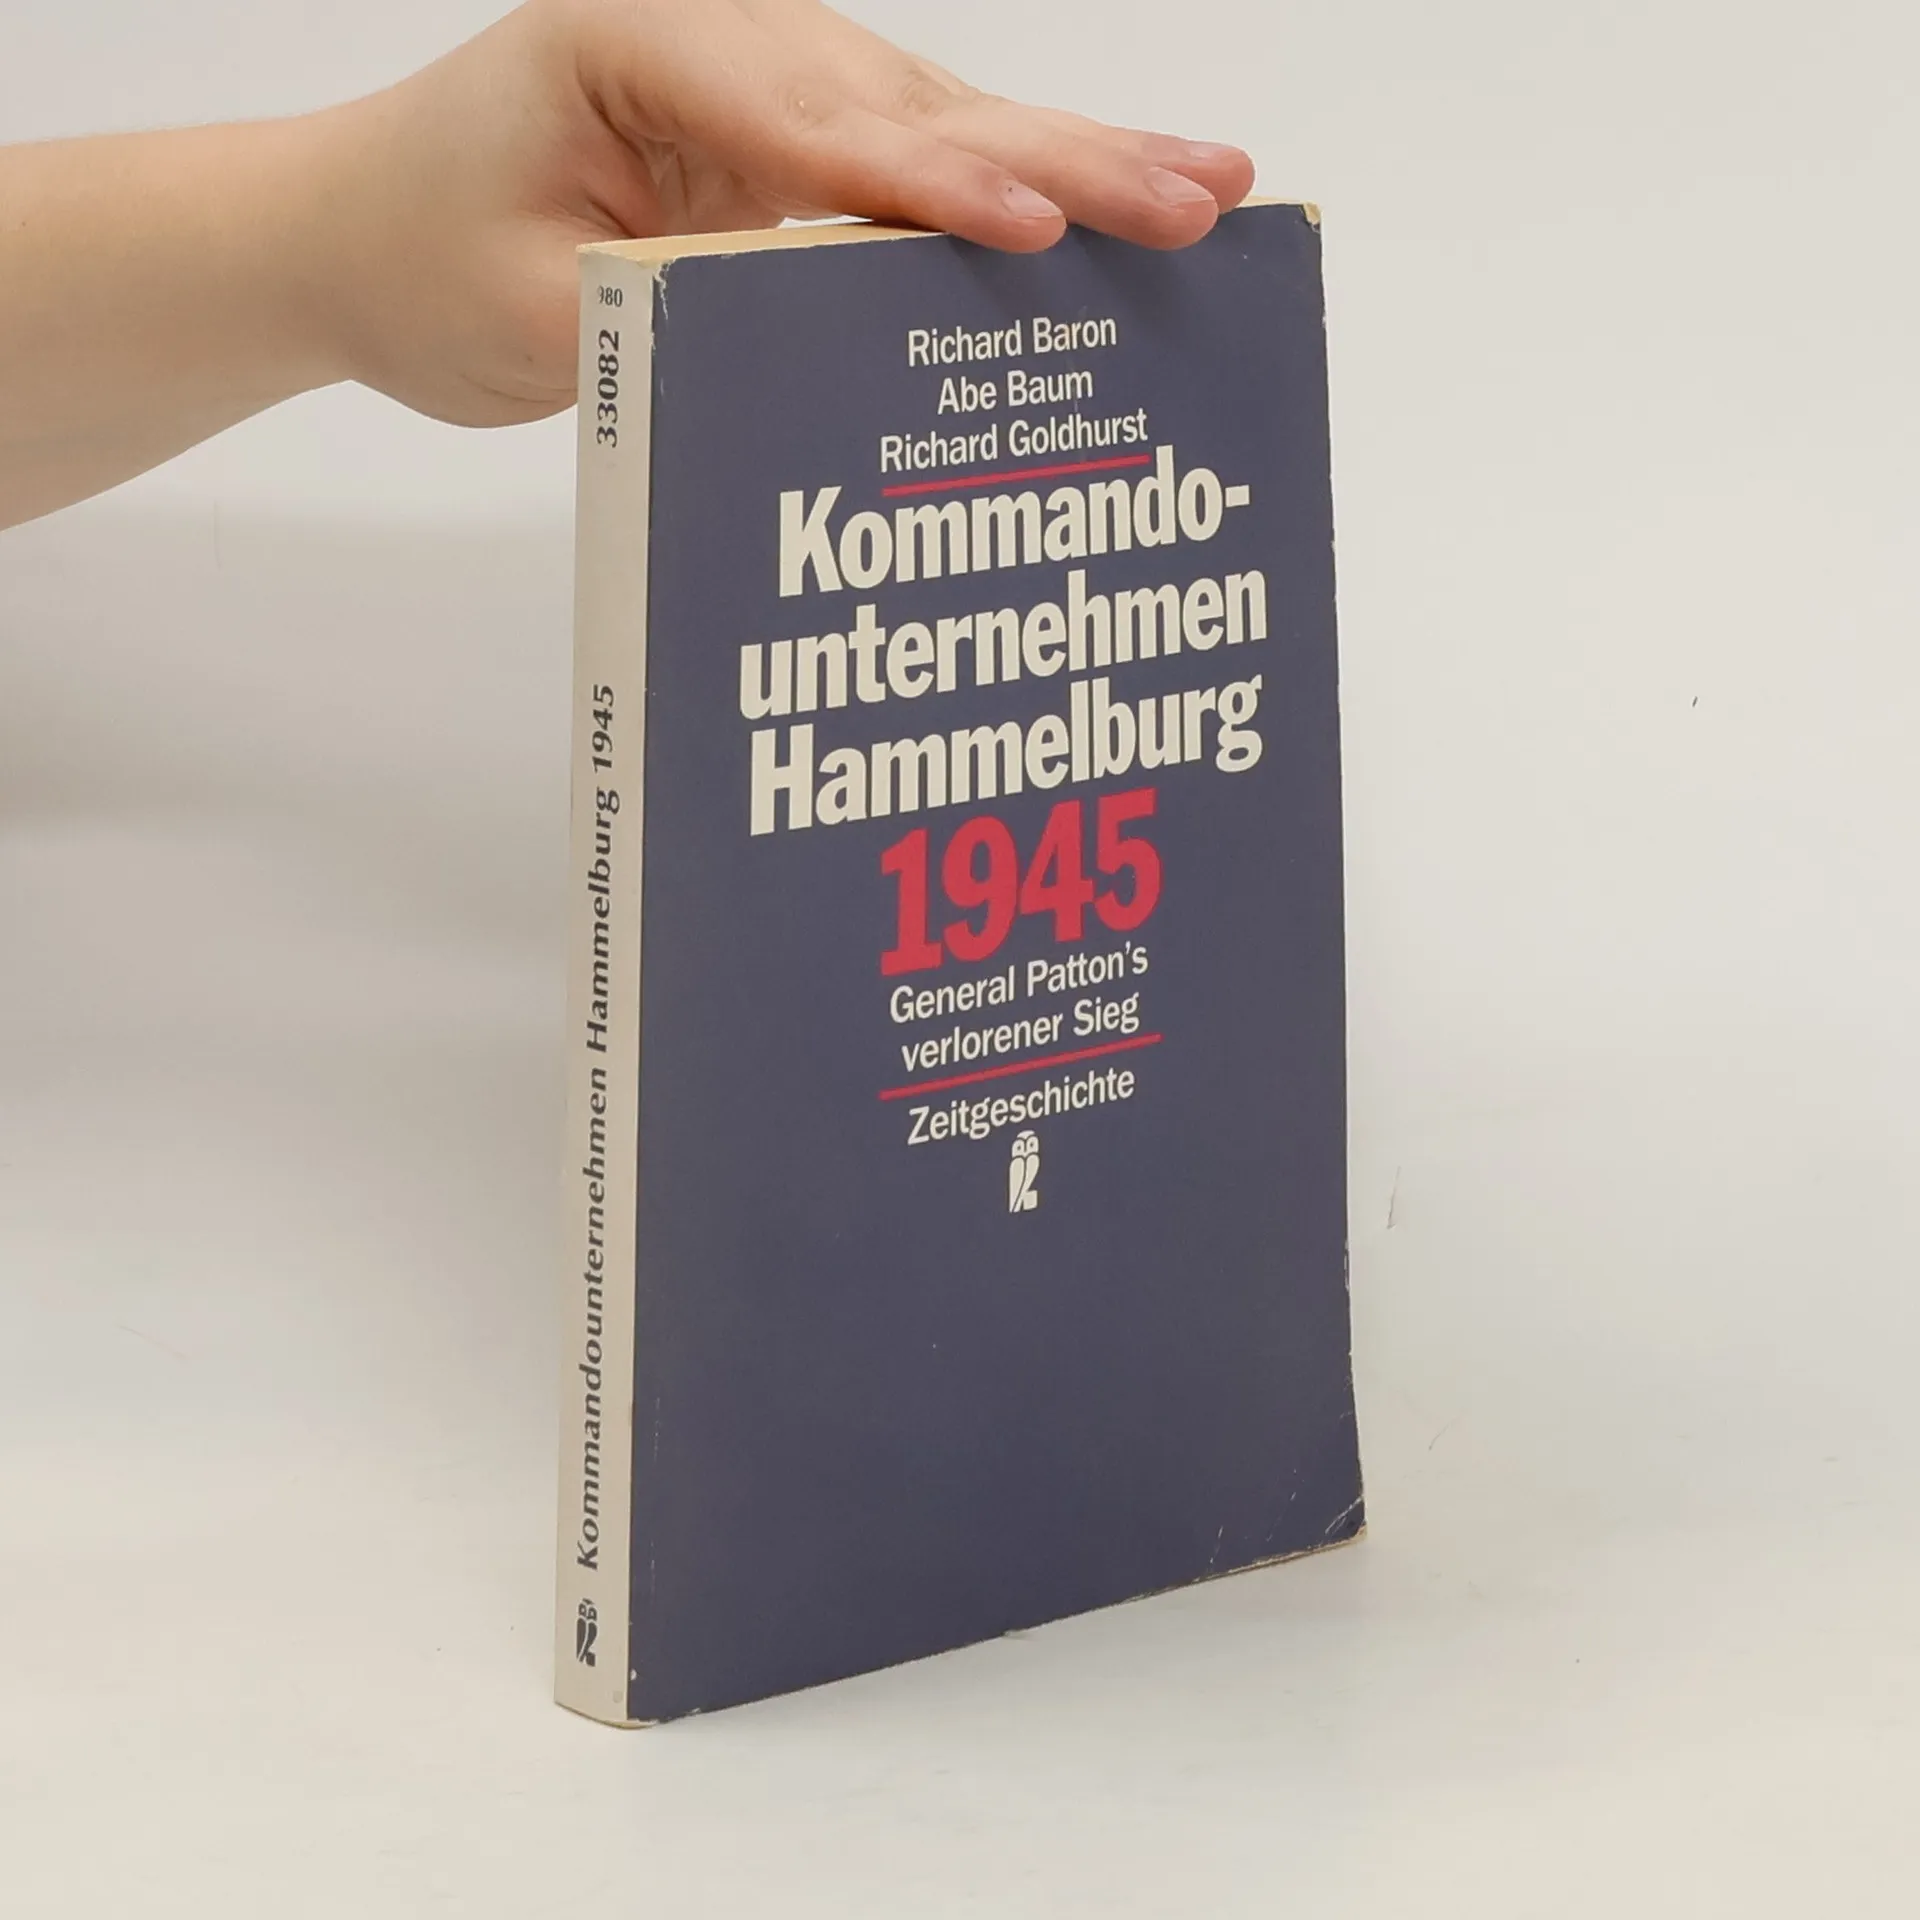 Richard Baron
Abe Baum
Richard Goldhurst
Kommando-
unternehmen
Hammelburg
1945
General Patton's
verlorener Sieg
Zeitgeschichte
Kommandounternehmen Hammelburg 1945
33082
980